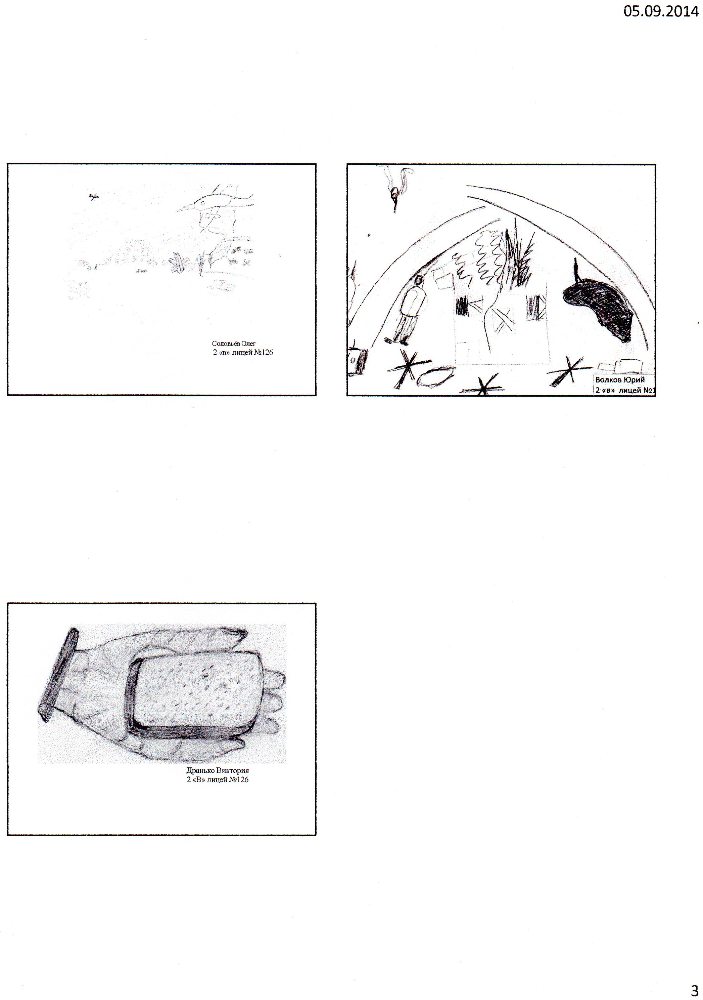 05.09.2014
Соловьёв Олег
2 «в» лицей №126
Волков Юрий
2 «в» лицей №1
Дранько Виктория
2 «В» лицей №126
3